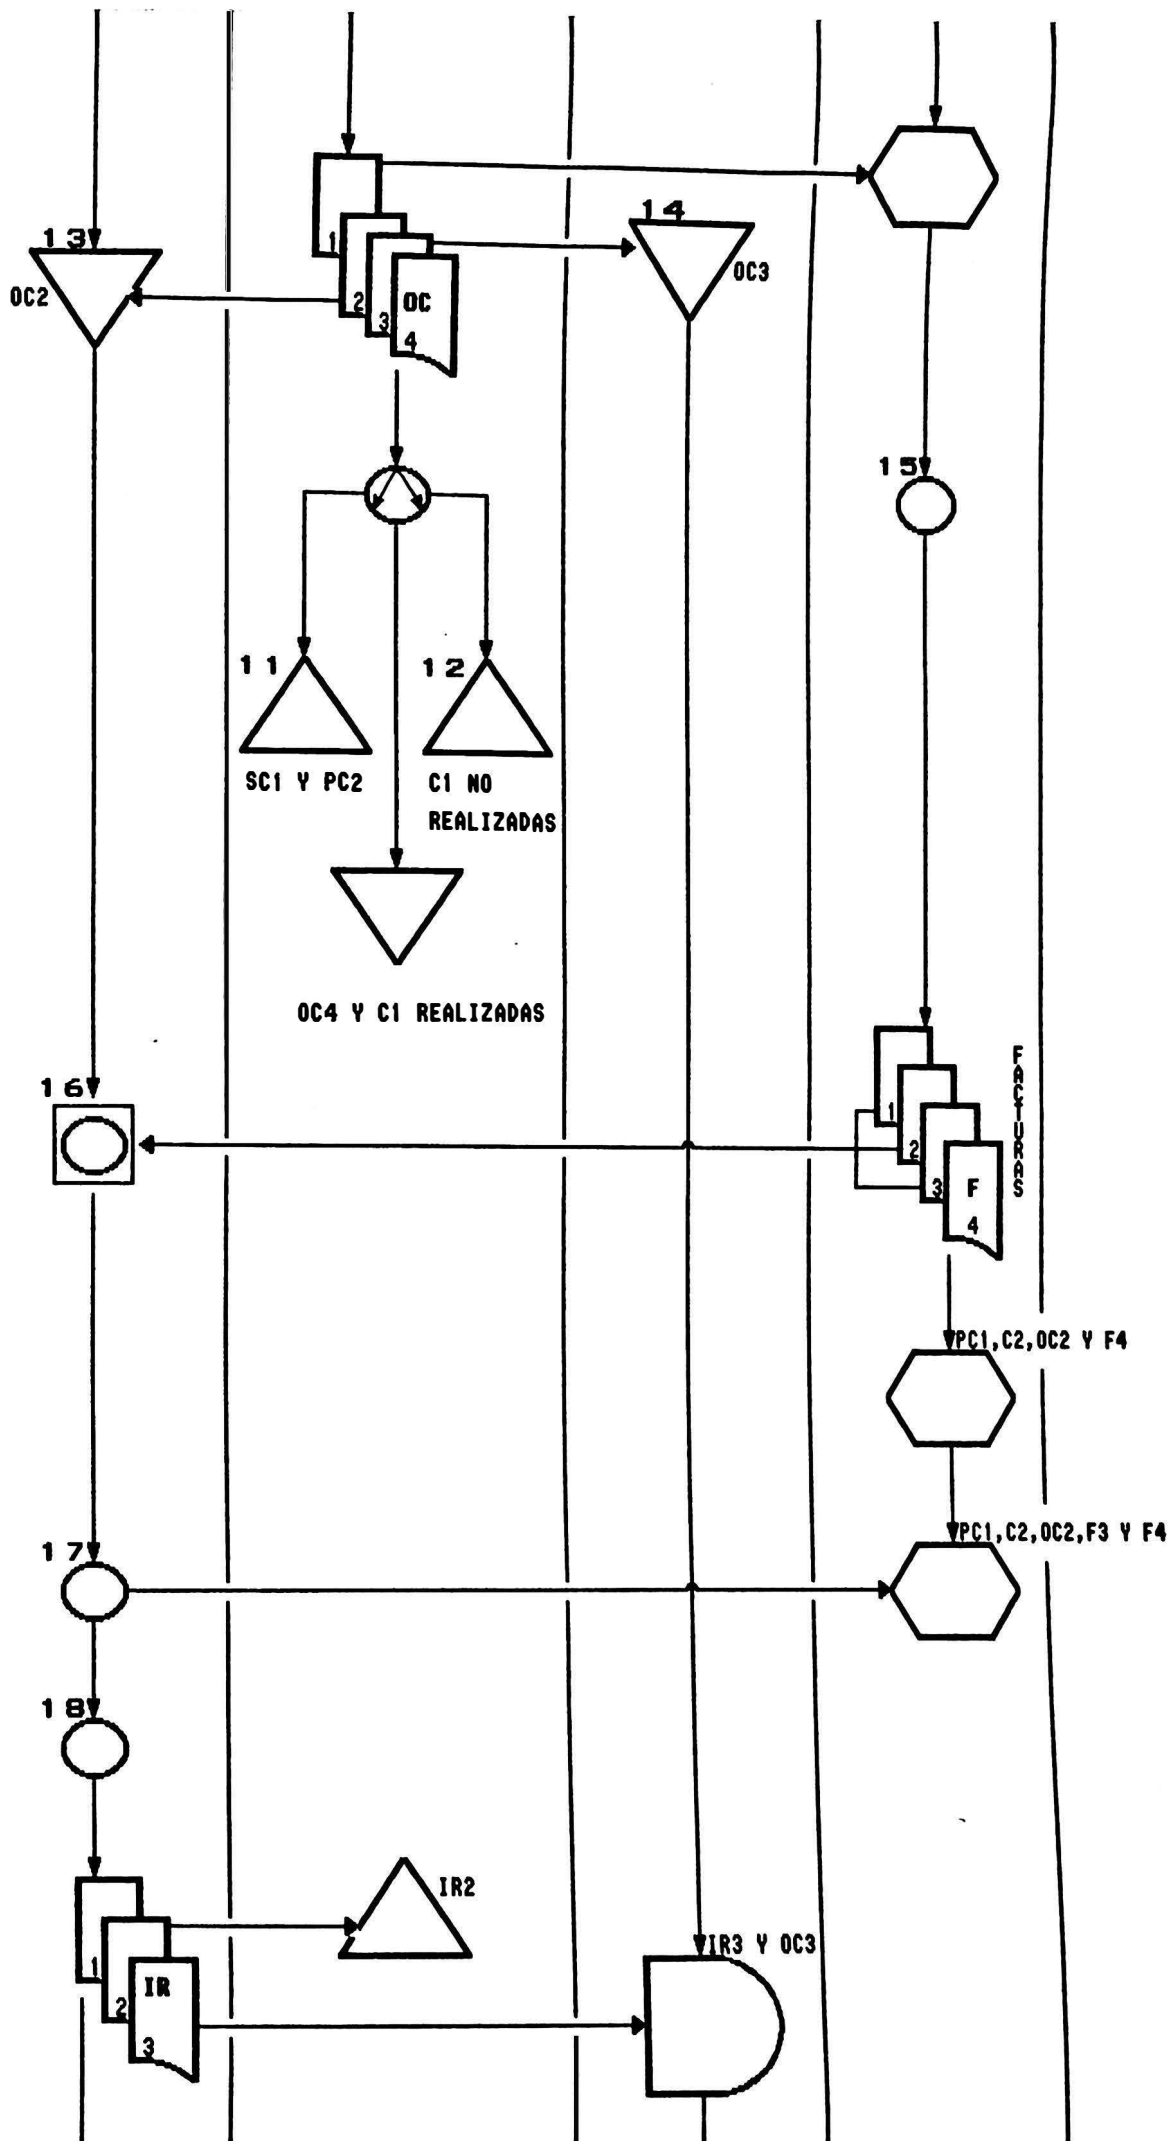 14
13
OC3
OC2
1
2
OC
3
4
15
11
12
SC1 Y PC2
C1 NO
REALIZADAS
OC4 Y C1 REALIZADAS
FACTURAS
16
1
2
3
F
4
PC1,C2,OC2 Y F4
PC1,C2,OC2,F3 Y F4
17
18
IR2
IR3 Y OC3
1
IR
2
3